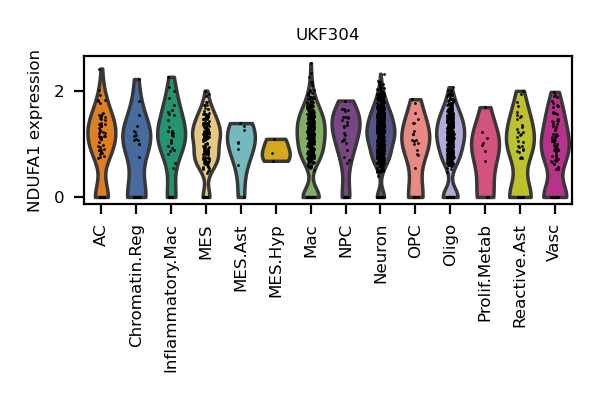 UKF304
NDUFA1 expression
2
0
AC
Chromatin.Reg
Inflammatory.Mac
MES
MES.Ast
MES.Hyp
Mac
NPC
Neuron
OPC
Oligo
Prolif.Metab
Reactive.Ast
Vasc